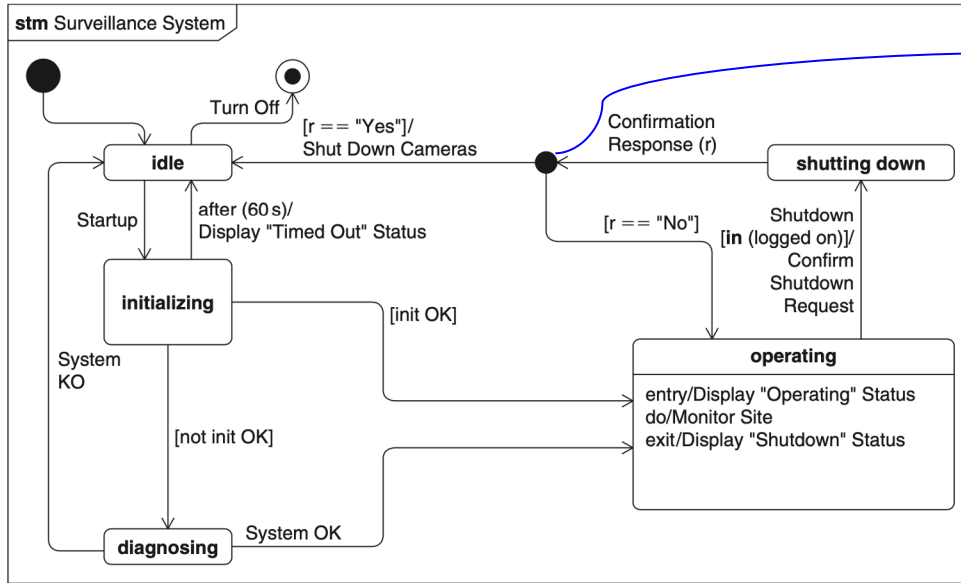 stm Surveillance System
Turn Off
[r == "Yes"]/
Shut Down Cameras
Confirmation
Response (r)
idle
shutting down
Startup
after (60 s)/
Display "Timed Out" Status
[r == "No"]
Shutdown
[in (logged on)]/
Confirm
Shutdown
Request
initializing
[init OK]
System
KO
operating
entry/Display "Operating" Status
do/Monitor Site
exit/Display "Shutdown" Status
[not init OK]
System OK
diagnosing